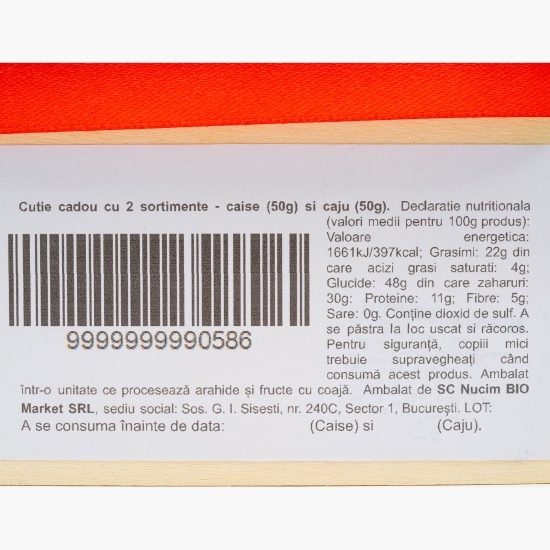 Cutie cadou cu 2 sortimente - caise (50g) si caju (50g). Declaratie nutritionala
(valori medii pentru 100g produs):
Valoare energetica:
1661kJ/397kcal; Grasimi: 22g din
care acizi grasi saturati: 4g;
Glucide: 48g din care zaharuri:
30g: Proteine: 11g; Fibre: 5g;
Sare: 0g. Conține dioxid de sulf. A
se păstra la loc uscat si răcoros.
Pentru siguranță, copiii mici
trebuie supravegheați când
consumă acest produs. Ambalat
9999999990586
într-o unitate ce procesează arahide și fructe cu coajă. Ambalat de SC Nucim BIO
Market SRL, sediu social: Sos. G. I. Sisesti, nr. 240C, Sector 1, București. LOT:
A se consuma înainte de data: (Caise) si (Caju).